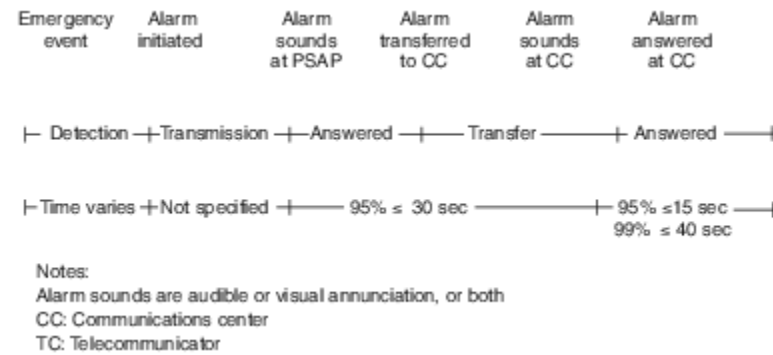 Emergency event
Alarm initiated
Alarm sounds at PSAP
Alarm transferred to CC
Alarm sounds at CC
Alarm answered at CC
Detection Transmission Answered Transfer Answered
Time varies Not specified 95% ≤ 30 sec 95% ≤15 sec
99% ≤ 40 sec
Notes:
Alarm sounds are audible or visual annunciation, or both
CC: Communications center
TC: Telecommunicator